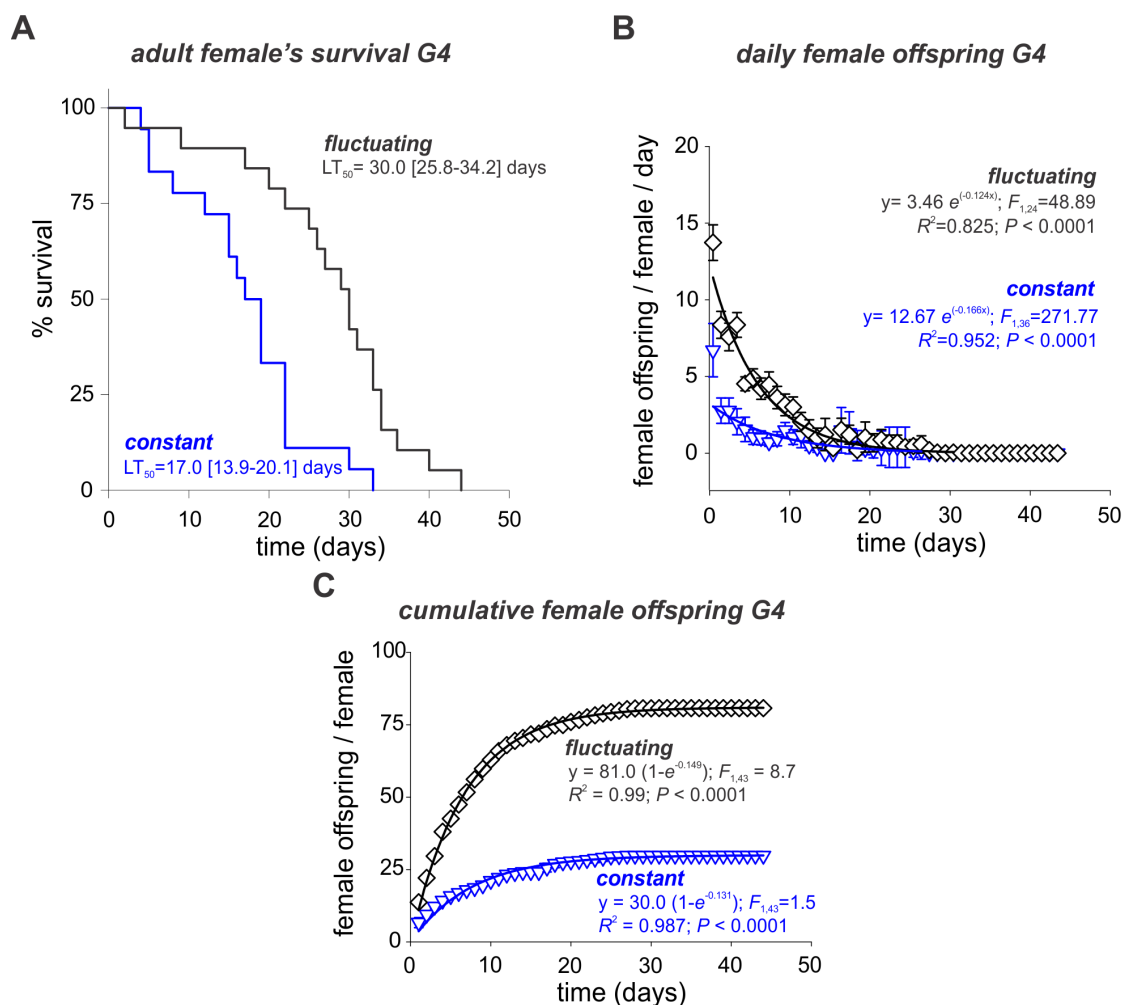 A
adult female's survival G4
% survival
100
75
50
25
0
fluctuating
LT50= 30.0 [25.8-34.2] days
constant
LT50=17.0 [13.9-20.1] days
0 10 20 30 40 50
time (days)
B
daily female offspring G4
female offspring / female / day
20
15
10
5
0
fluctuating
y= 3.46 e(-0.124x); F1,24=48.89
R2=0.825; P < 0.0001
constant
y= 12.67 e(-0.166x); F1,36=271.77
R2=0.952; P < 0.0001
0 10 20 30 40 50
time (days)
C
cumulative female offspring G4
female offspring / female
100
75
50
25
0
fluctuating
y = 81.0 (1-e-0.149); F1,43 = 8.7
R2 = 0.99; P < 0.0001
constant
y = 30.0 (1-e-0.131); F1,43=1.5
R2 = 0.987; P < 0.0001
0 10 20 30 40 50
time (days)